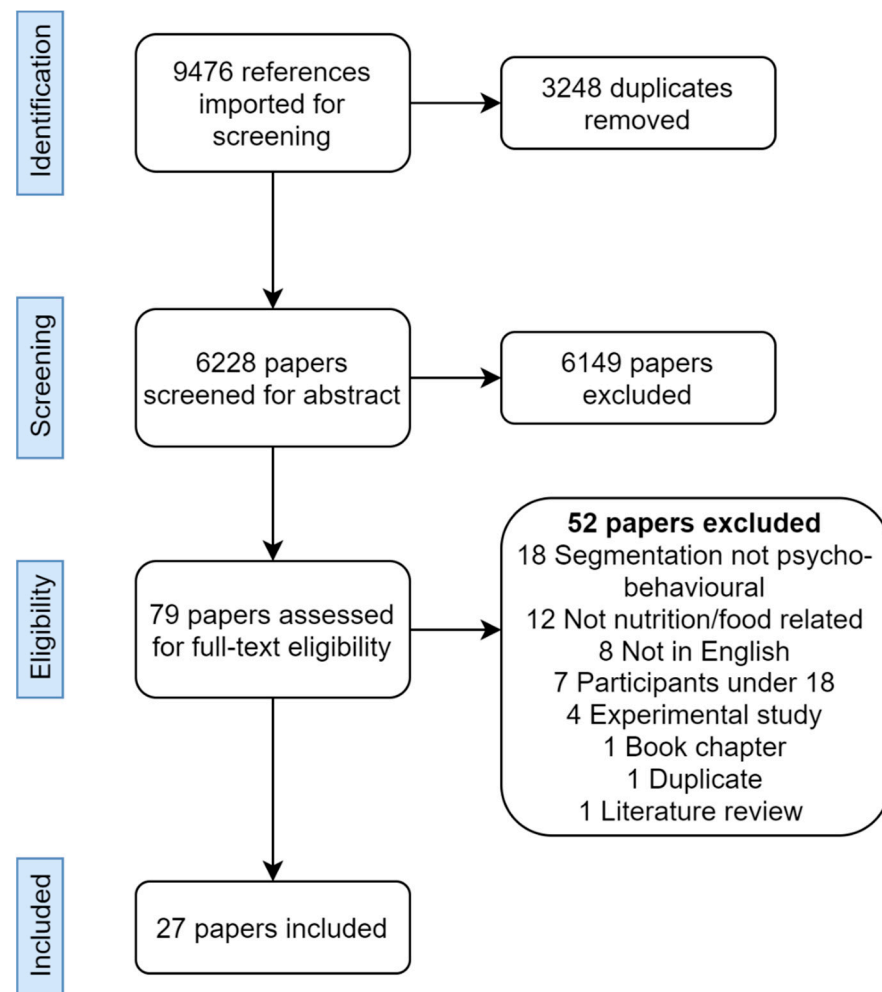 Identification
9476 references
imported for
screening
3248 duplicates
removed
Screening
6228 papers
screened for abstract
6149 papers
excluded
Eligibility
79 papers assessed
for full-text eligibility
52 papers excluded
18 Segmentation not psycho-
behavioural
12 Not nutrition/food related
8 Not in English
7 Participants under 18
4 Experimental study
1 Book chapter
1 Duplicate
1 Literature review
Included
27 papers included